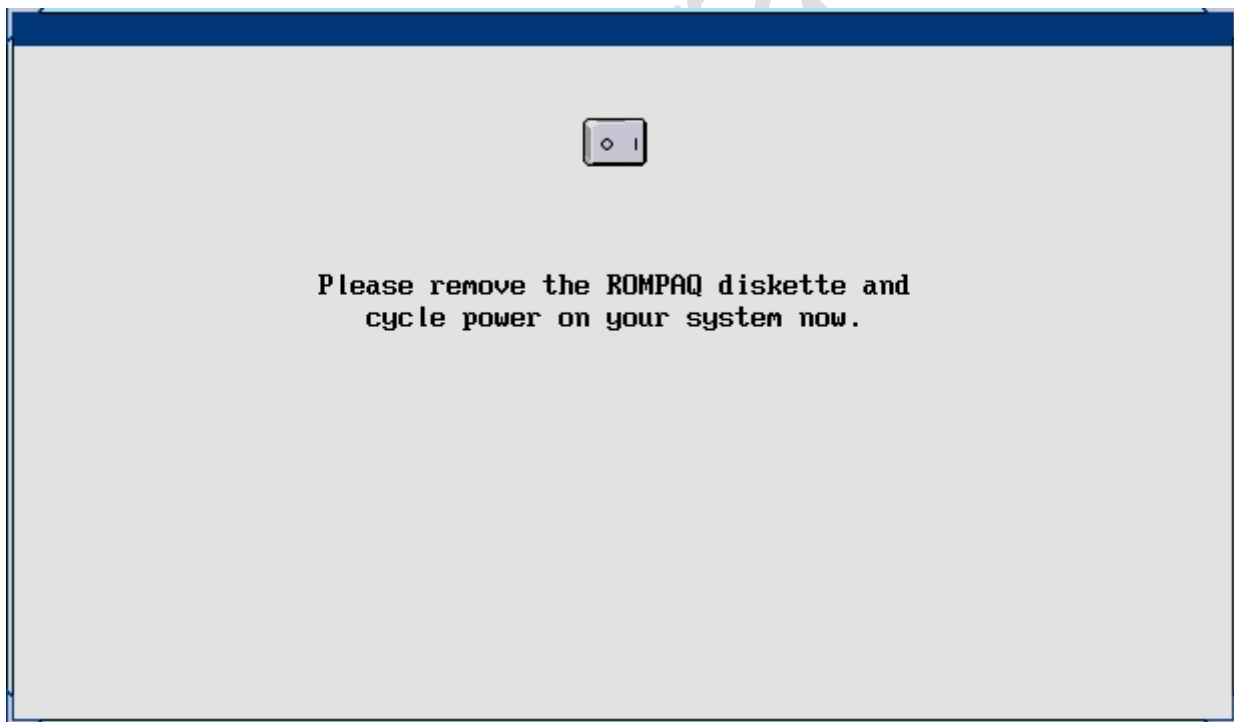 O I
Please remove the ROMPAQ diskette and
cycle power on your system now.